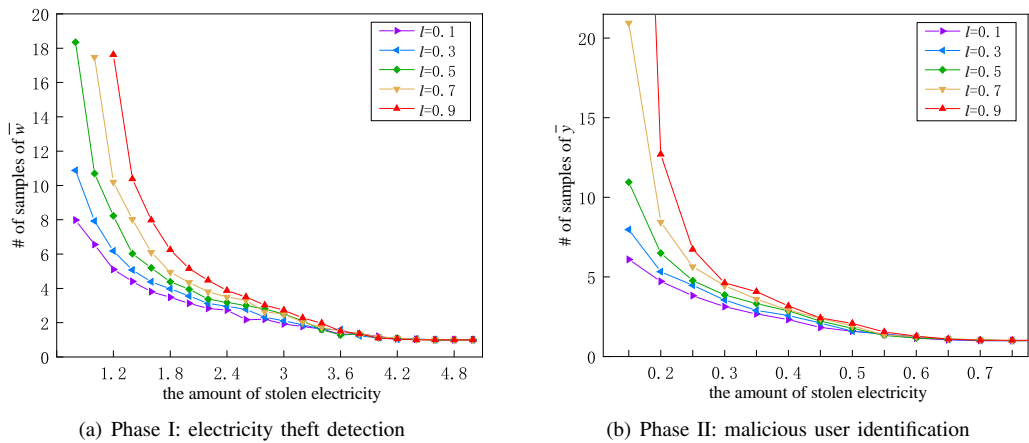 20
18
16
14
12
10
8
6
4
2
0
# of samples of w̅
l=0.1
l=0.3
l=0.5
l=0.7
l=0.9
1.2 1.8 2.4 3 3.6 4.2 4.8
the amount of stolen electricity
(a) Phase I: electricity theft detection
20
15
10
5
0
# of samples of y̅
l=0.1
l=0.3
l=0.5
l=0.7
l=0.9
0.2 0.3 0.4 0.5 0.6 0.7
the amount of stolen electricity
(b) Phase II: malicious user identification